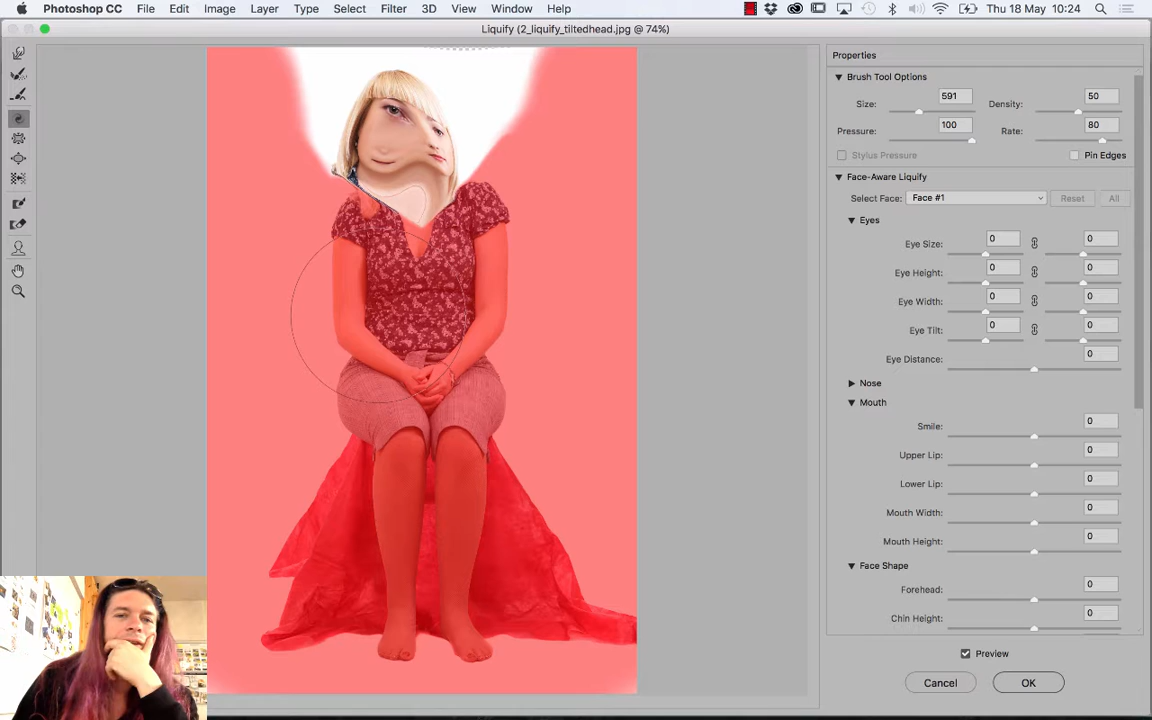 Photoshop CC File Edit Image Layer Type Select Filter 3D View Window Help Thu 18 May 10:24
Liquify (2_liquify_tiltedhead.jpg @ 74%)
Properties
Brush Tool Options
Size: 591 Density: 50
Pressure: 100 Rate: 80
Stylus Pressure Pin Edges
Face-Aware Liquify
Select Face: Face #1 Reset All
Eyes
Eye Size: 0 0
Eye Height: 0 0
Eye Width: 0 0
Eye Tilt: 0 0
Eye Distance: 0
Nose
Mouth
Smile: 0
Upper Lip: 0
Lower Lip: 0
Mouth Width: 0
Mouth Height: 0
Face Shape
Forehead: 0
Chin Height: 0
Preview
Cancel OK